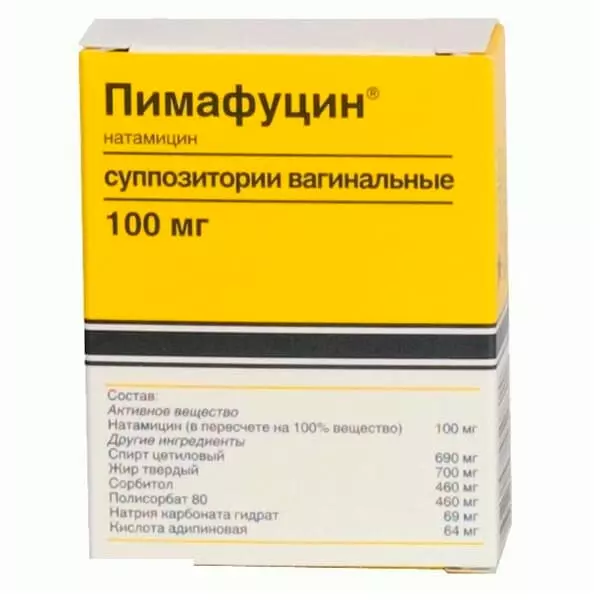 Пимафуцин®
натамицин
суппозитории вагинальные
100 мг
Состав:
Активное вещество
Натамицин (в пересчете на 100% вещество) 100 мг
Другие ингредиенты
Спирт цетиловый 690 мг
Жир твердый 700 мг
Сорбитол 460 мг
Полисорбат 80 460 мг
Натрия карбоната гидрат 69 мг
Кислота адипиновая 64 мг